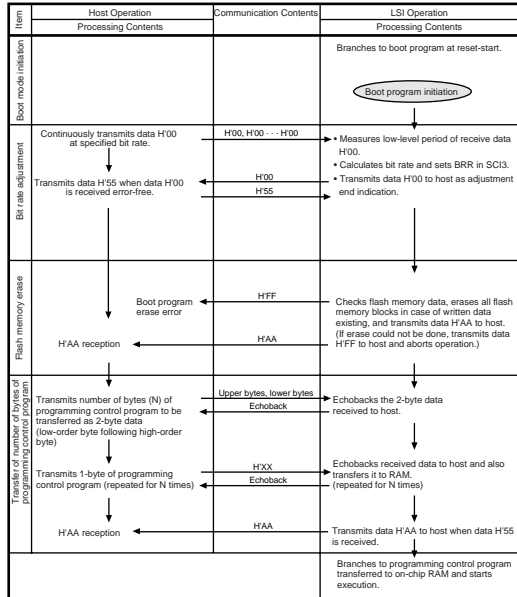 Item
Host Operation
Communication Contents
LSI Operation
Processing Contents
Processing Contents
Boot mode initiation
Branches to boot program at reset-start.
Boot program initiation
Bit rate adjustment
Continuously transmits data H'00
at specified bit rate.
H'00, H'00 · · · H'00
• Measures low-level period of receive data
H'00.
• Calculates bit rate and sets BRR in SCI3.
• Transmits data H'00 to host as adjustment
end indication.
H'00
Transmits data H'55 when data H'00
is received error-free.
H'55
Flash memory erase
Boot program
erase error
H'FF
Checks flash memory data, erases all flash
memory blocks in case of written data
existing, and transmits data H'AA to host.
(If erase could not be done, transmits data
H'FF to host and aborts operation.)
H'AA reception
H'AA
Transfer of number of bytes of
programming control program
Transmits number of bytes (N) of
programming control program to be
transferred as 2-byte data
(low-order byte following high-order
byte)
Upper bytes, lower bytes
Echoback
Echobacks the 2-byte data
received to host.
Transmits 1-byte of programming
control program (repeated for N times)
H'XX
Echoback
Echobacks received data to host and also
transfers it to RAM.
(repeated for N times)
H'AA reception
H'AA
Transmits data H'AA to host when data H'55
is received.
Branches to programming control program
transferred to on-chip RAM and starts
execution.